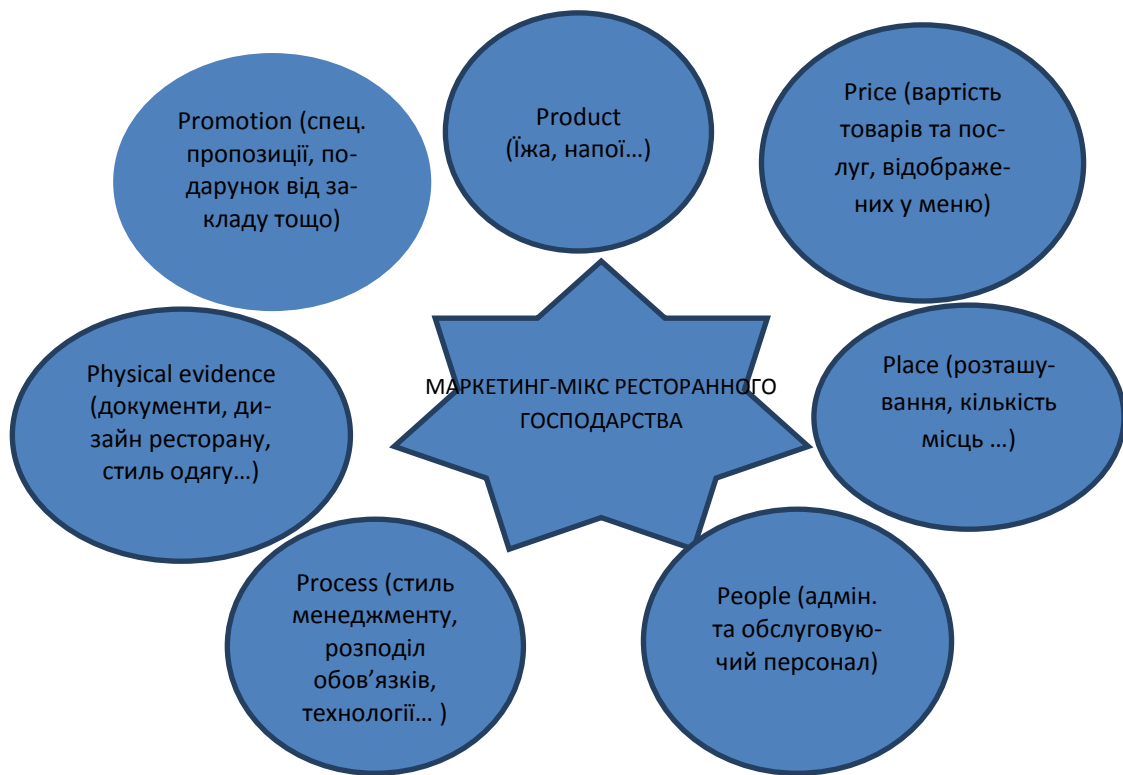 Promotion (спец.
пропозиції, по-
дарунок від за-
кладу тощо)
Product
(Їжа, напої…)
Price (вартість
товарів та пос-
луг, відображе-
них у меню)
Physical evidence
(документи, ди-
зайн ресторану,
стиль одягу…)
МАРКЕТИНГ-МІКС РЕСТОРАННОГО
ГОСПОДАРСТВА
Place (розташу-
вання, кількість
місць …)
Process (стиль
менеджменту,
розподіл
обов’язків,
технології… )
People (адмін.
та обслуговую-
чий персонал)